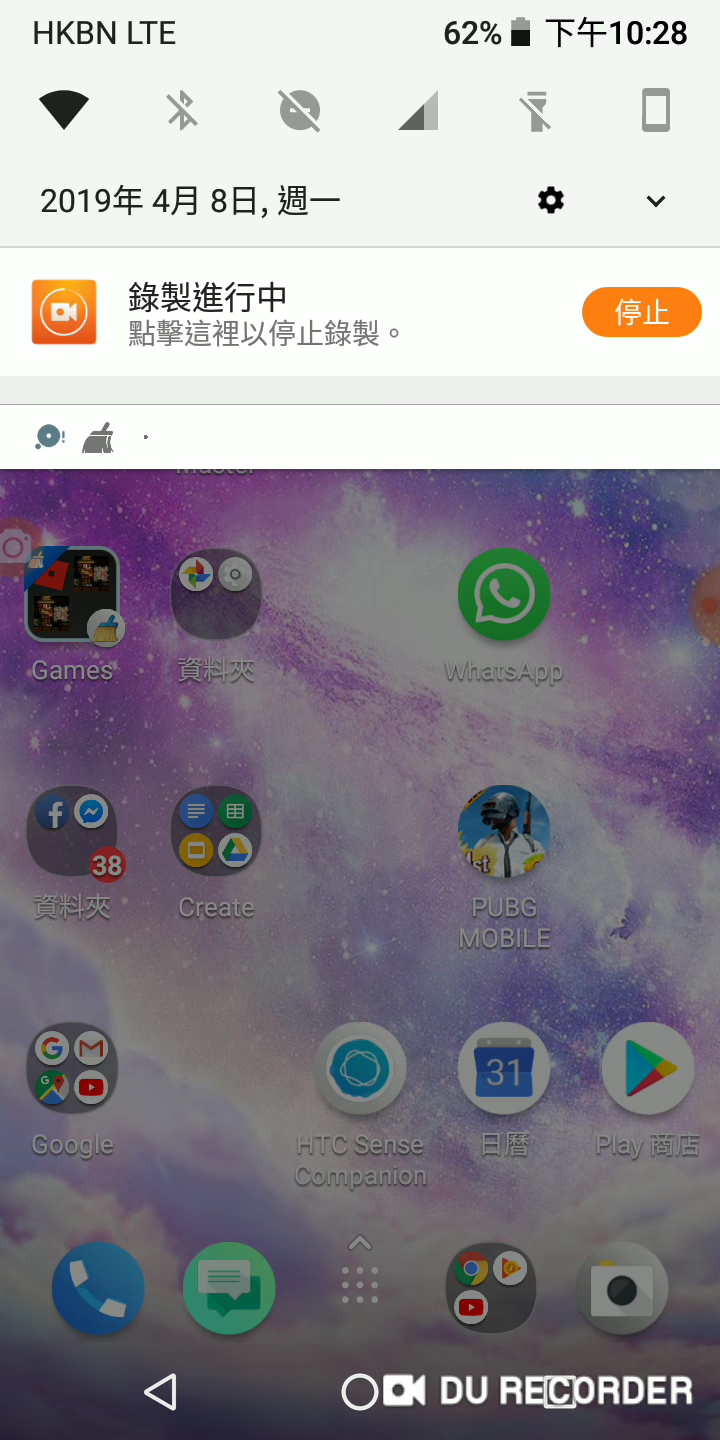 HKBN LTE
62% 下午10:28
2019年 4月 8日, 週一
錄製進行中
點擊這裡以停止錄製。
停止
Master
Games
資料夾
WhatsApp
38
資料夾
Create
1st
PUBG
MOBILE
31
Google
HTC Sense
Companion
日曆
Play 商店
DU RECORDER